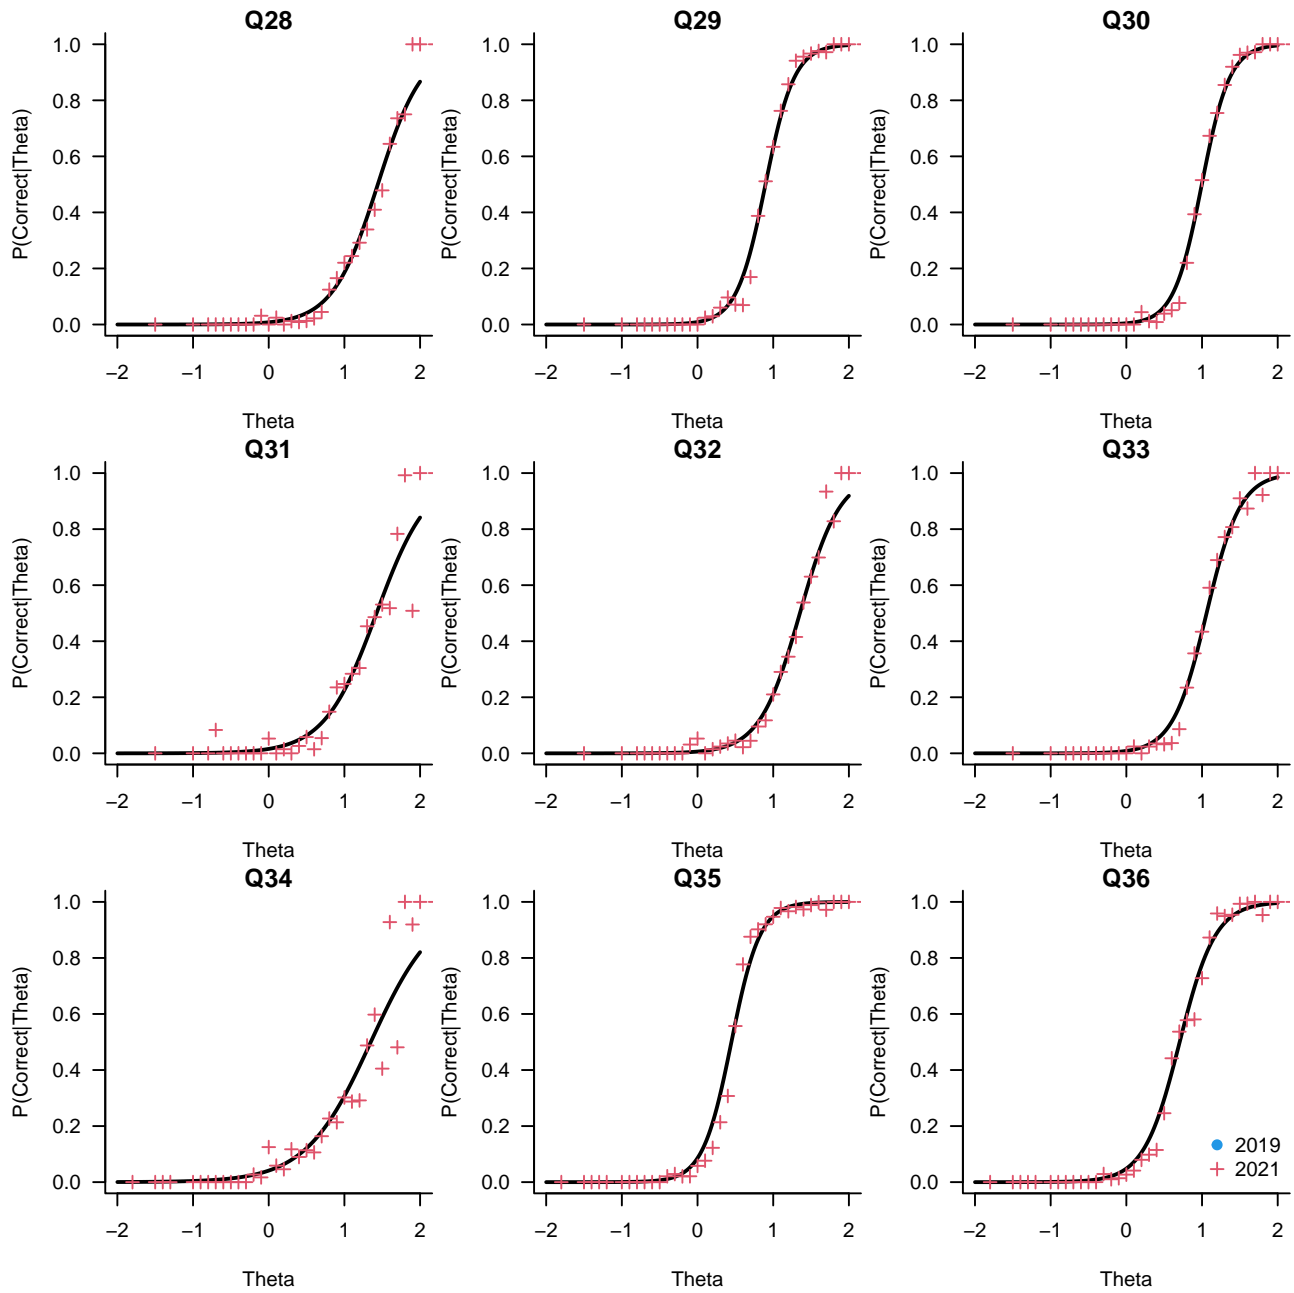 Q28 Q29 Q30
1.0 1.0 1.0
0.8 0.8 0.8
0.6 0.6 0.6
0.4 0.4 0.4
0.2 0.2 0.2
0.0 0.0 0.0
P(Correct|Theta) P(Correct|Theta) P(Correct|Theta)
−2 −1 0 1 2 −2 −1 0 1 2 −2 −1 0 1 2
Theta Theta Theta
Q31 Q32 Q33
1.0 1.0 1.0
0.8 0.8 0.8
0.6 0.6 0.6
0.4 0.4 0.4
0.2 0.2 0.2
0.0 0.0 0.0
P(Correct|Theta) P(Correct|Theta) P(Correct|Theta)
−2 −1 0 1 2 −2 −1 0 1 2 −2 −1 0 1 2
Theta Theta Theta
Q34 Q35 Q36
1.0 1.0 1.0
0.8 0.8 0.8
0.6 0.6 0.6
0.4 0.4 0.4
0.2 0.2 0.2
0.0 0.0 0.0
P(Correct|Theta) P(Correct|Theta) P(Correct|Theta)
2019
2021
−2 −1 0 1 2 −2 −1 0 1 2 −2 −1 0 1 2
Theta Theta Theta